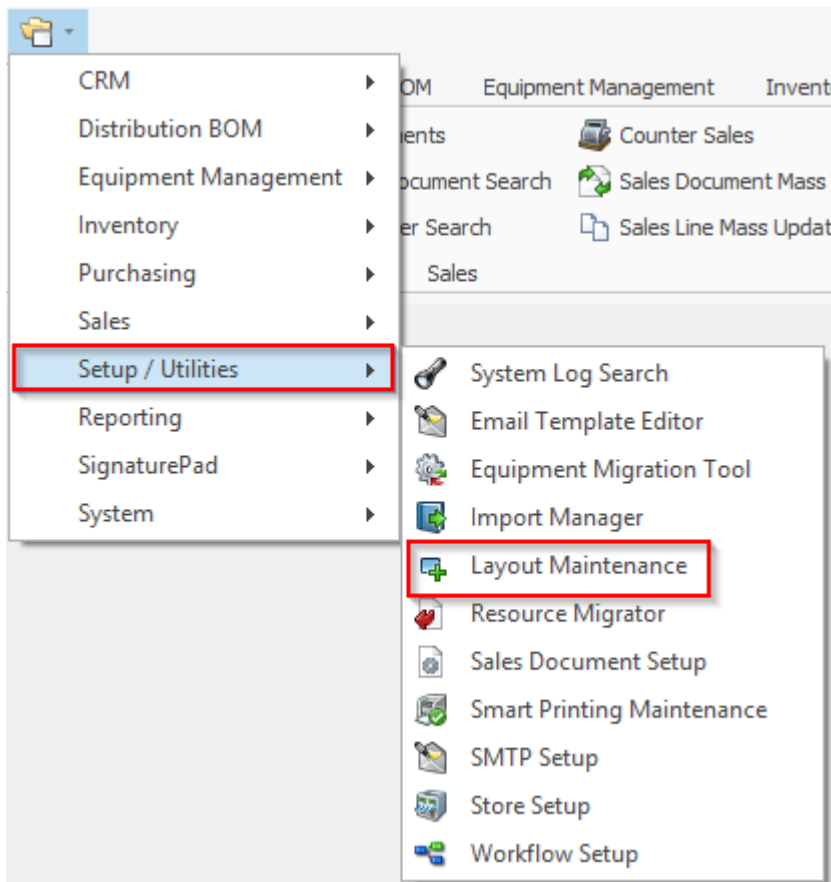 CRM
Distribution BOM
Equipment Management
Inventory
Purchasing
Sales
Setup / Utilities
Reporting
SignaturePad
System
OM Equipment Management Invent
ents Counter Sales
ocument Search Sales Document Mass
er Search Sales Line Mass Updat
Sales
System Log Search
Email Template Editor
Equipment Migration Tool
Import Manager
Layout Maintenance
Resource Migrator
Sales Document Setup
Smart Printing Maintenance
SMTP Setup
Store Setup
Workflow Setup